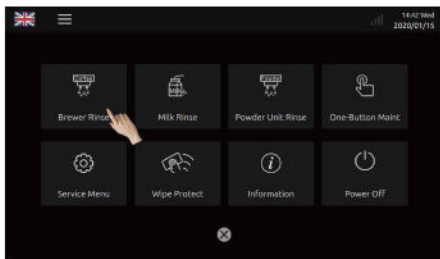 14:42 Wed
2020/01/15
Brewer Rinse
Milk Rinse
Powder Unit Rinse
One-Button Maint.
Service Menu
Wipe Protect
Information
Power Off